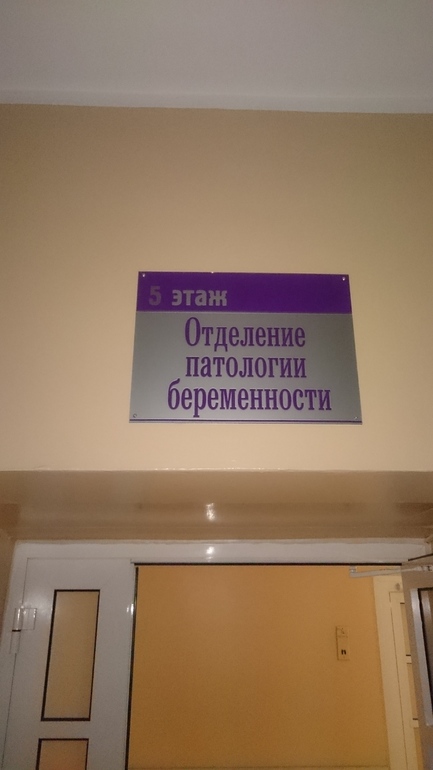 5 этаж
Отделение
патологии
беременности